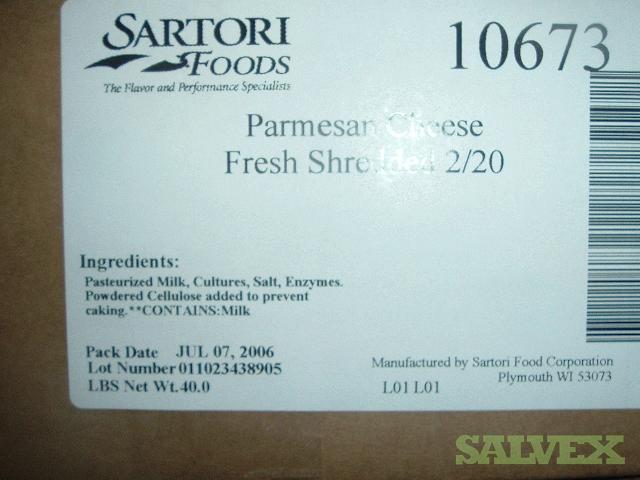 SARTORI
FOODS
The Flavor and Performance Specialists
10673
Parmesan Cheese
Fresh Shredded 2/20
Ingredients:
Pasteurized Milk, Cultures, Salt, Enzymes.
Powdered Cellulose added to prevent
caking.**CONTAINS:Milk
Pack Date JUL 07, 2006
Lot Number 011023438905
LBS Net Wt. 40.0
Manufactured by Sartori Food Corporation
Plymouth WI 53073
L01 L01
SALVEX